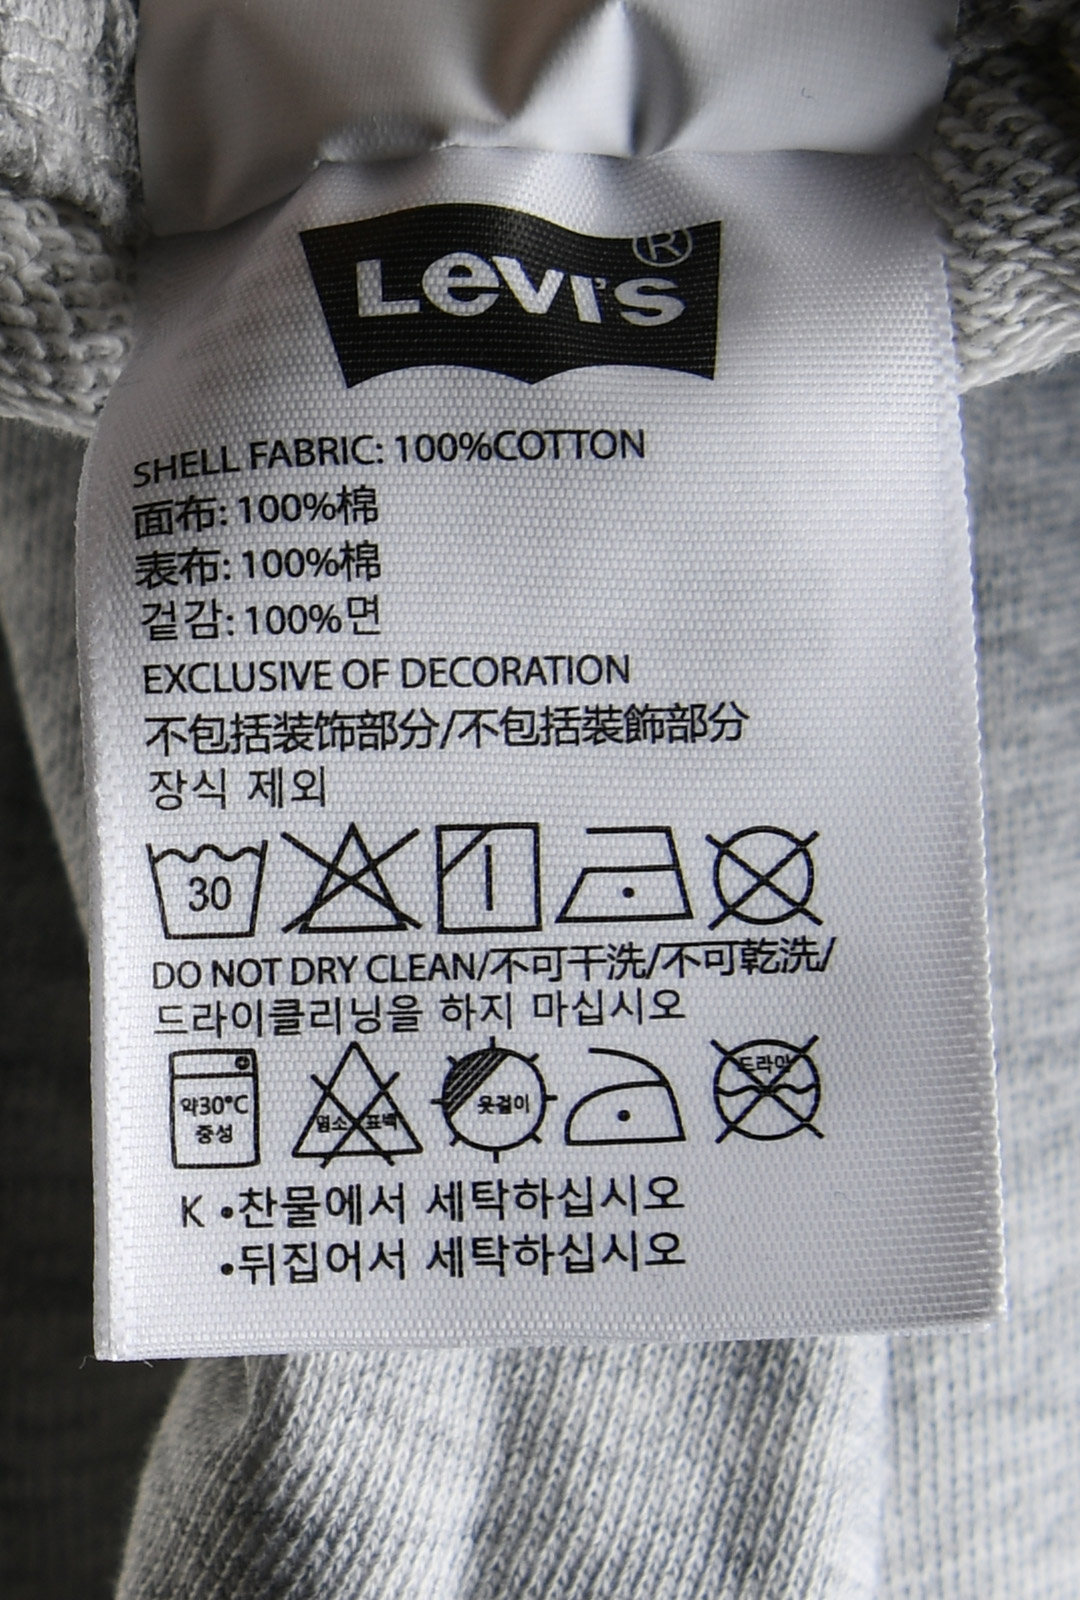 Levi's®
SHELL FABRIC: 100%COTTON
面布: 100%棉
表布: 100%棉
겉감: 100%면
EXCLUSIVE OF DECORATION
不包括装饰部分/不包括裝飾部分
장식 제외
30
DO NOT DRY CLEAN/不可干洗/不可乾洗/
드라이클리닝을 하지 마십시오
약30°C 염소 표백 옷걸이 드라이
중성
K •찬물에서 세탁하십시오
•뒤집어서 세탁하십시오